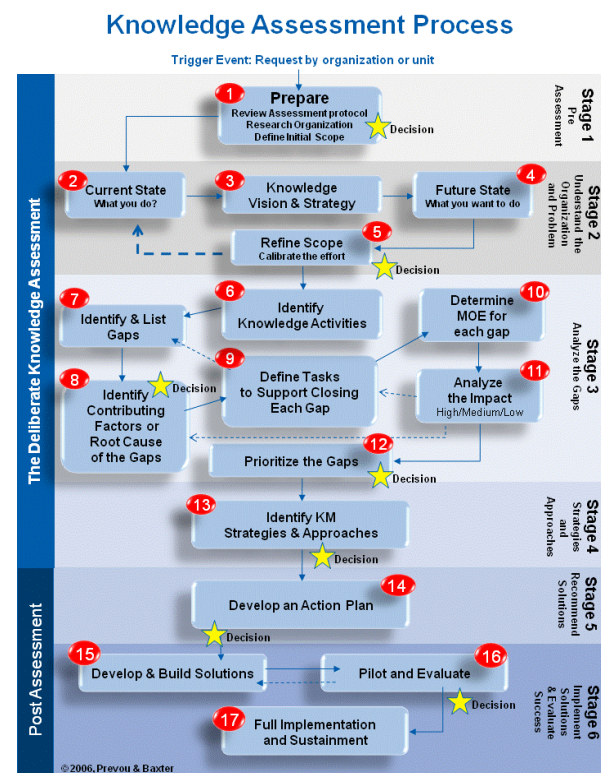 Knowledge Assessment Process
Trigger Event: Request by organization or unit
The Deliberate Knowledge Assessment
Post Assessment
Stage 1
Pre
Assessment
1
Prepare
Review Assessment protocol
Research Organization
Define Initial Scope
Decision
Stage 2
Understand the
Organization
and Problem
2
Current State
What you do?
3
Knowledge
Vision & Strategy
4
Future State
What you want to do
5
Refine Scope
Calibrate the effort
Decision
Stage 3
Analyze the Gaps
6
Identify
Knowledge Activities
7
Identify & List
Gaps
8
Identify
Contributing
Factors or
Root Cause
of the Gaps
Decision
9
Define Tasks
to Support Closing
Each Gap
10
Determine
MOE for
each gap
11
Analyze
the Impact
High/Medium/Low
12
Prioritize the Gaps
Decision
Stage 4
Strategies
and
Approaches
13
Identify KM
Strategies & Approaches
Decision
Stage 5
Recommend
Solutions
14
Develop an Action Plan
Decision
Stage 6
Implement
Solutions
& Evaluate
Success
15
Develop & Build Solutions
16
Pilot and Evaluate
Decision
17
Full Implementation
and Sustainment
©2006, Prevou & Baxter